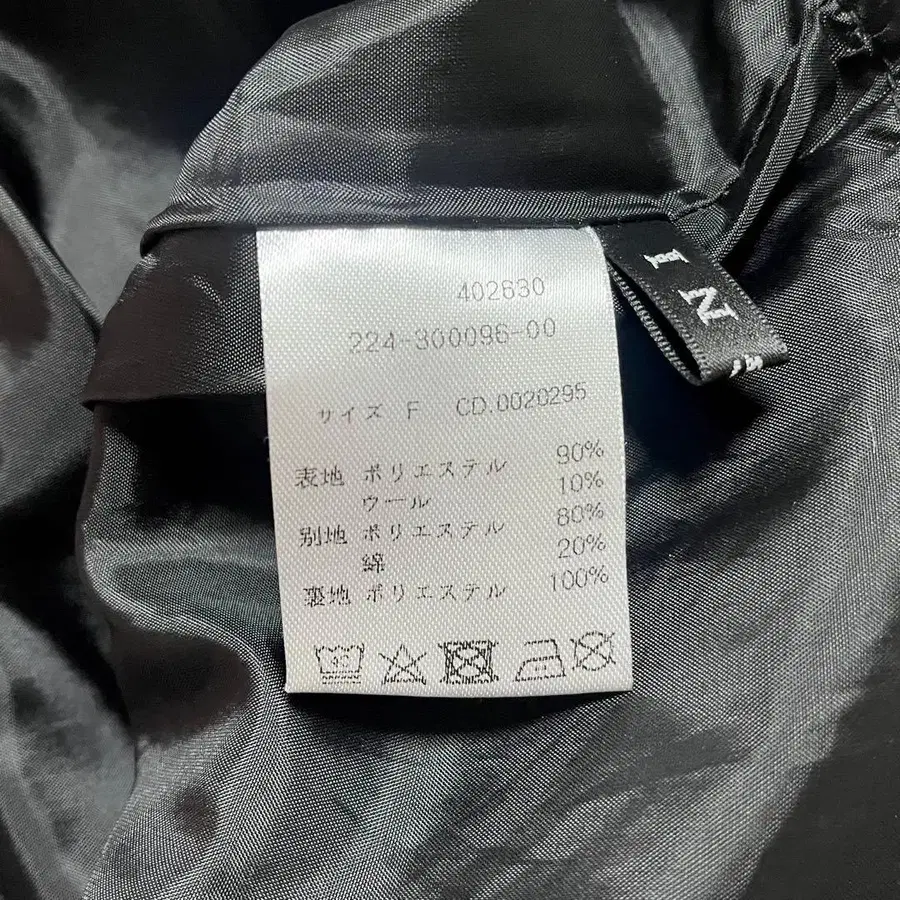 402630
224-300096-00
サイズ F CD.0020295
表地 ポリエステル 90%
ウール 10%
別地 ポリエステル 80%
綿 20%
裏地 ポリエステル 100%
40
I N